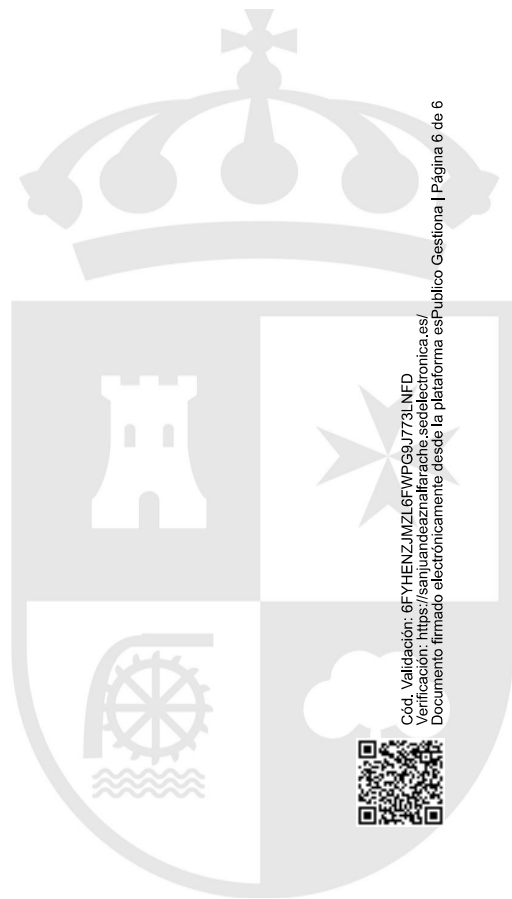 Cód. Validación: 6FYHENZJMZL6FWPG9J773LNFD
Verificación: https://sanjuandeaznalfarache.sedelectronica.es/
Documento firmado electrónicamente desde la plataforma esPublico Gestiona | Página 6 de 6